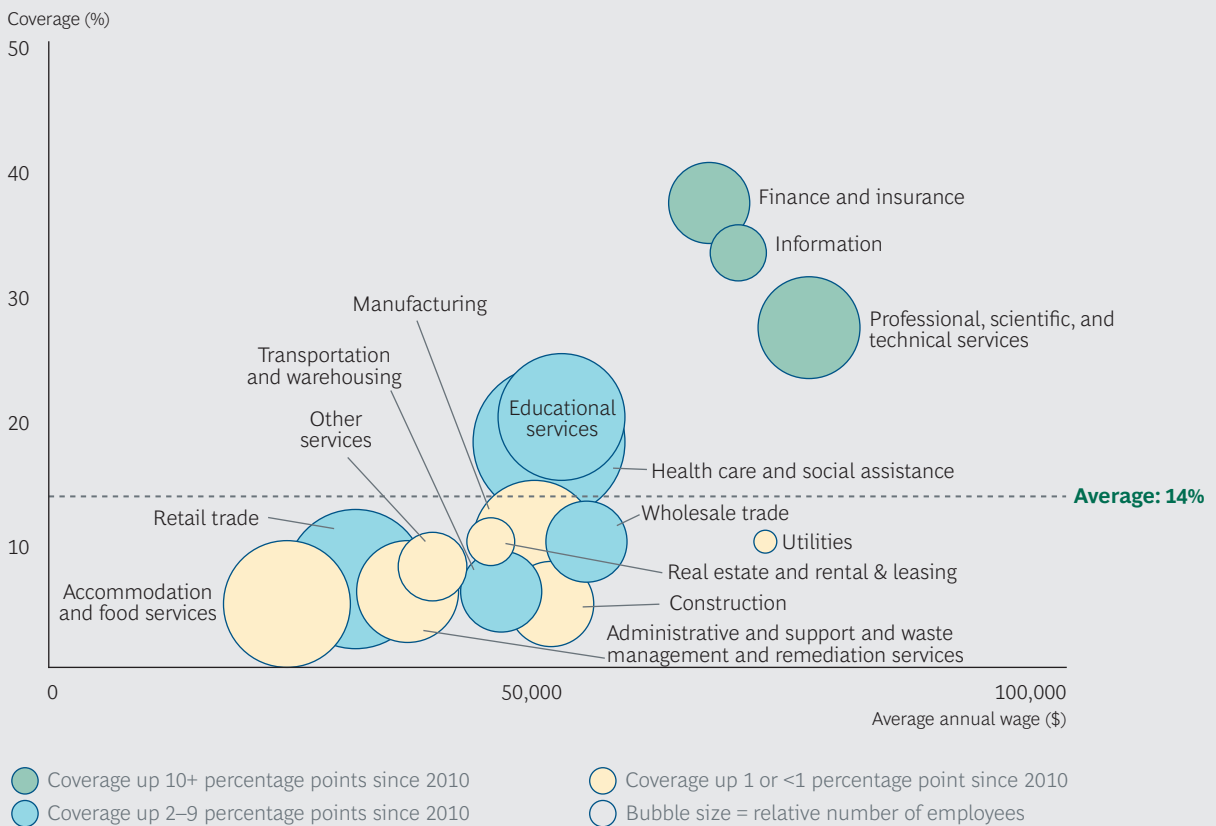 Coverage (%)
50
40
30
20
10
Finance and insurance
Information
Professional, scientific, and
technical services
Manufacturing
Transportation
and warehousing
Other
services
Educational
services
Health care and social assistance
Average: 14%
Retail trade
Wholesale trade
Utilities
Real estate and rental & leasing
Accommodation
and food services
Construction
Administrative and support and waste
management and remediation services
0
50,000
100,000
Average annual wage ($)
Coverage up 10+ percentage points since 2010
Coverage up 2–9 percentage points since 2010
Coverage up 1 or <1 percentage point since 2010
Bubble size = relative number of employees